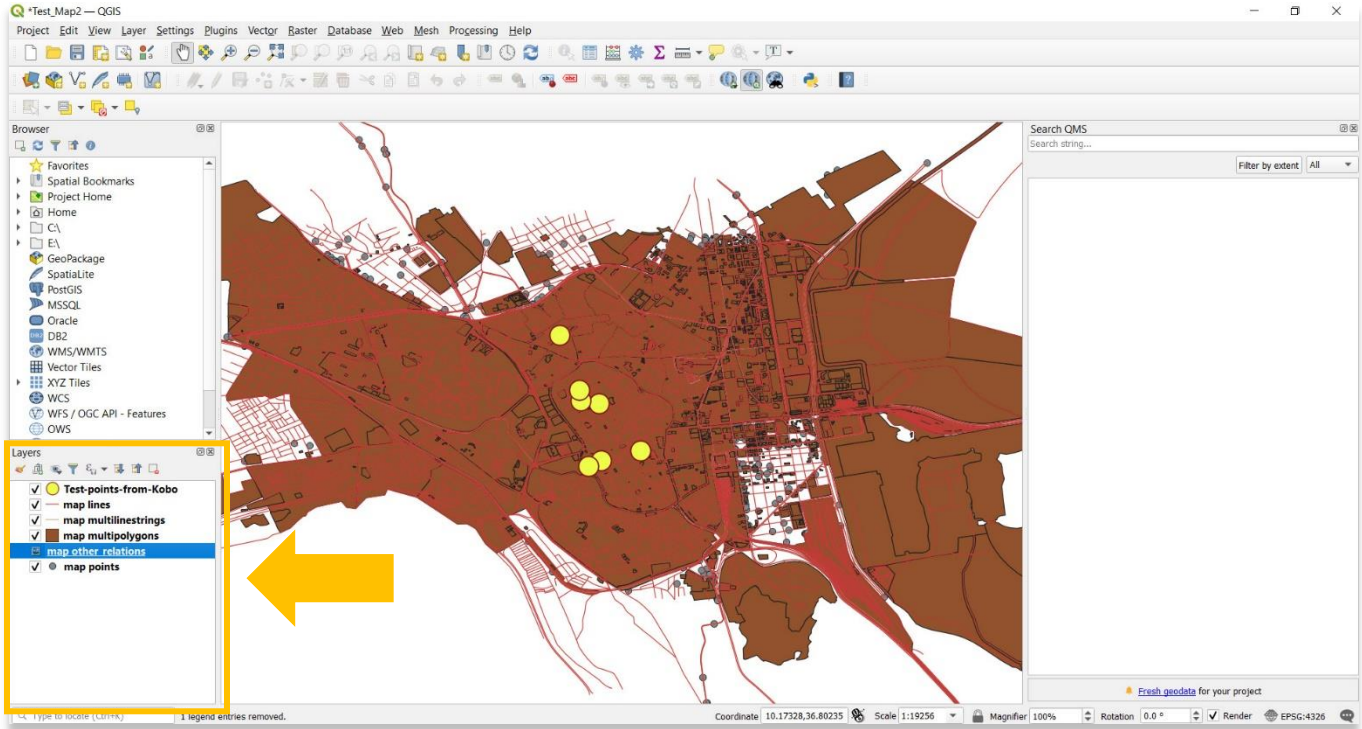 *Test_Map2 — QGIS
Project Edit View Layer Settings Plugins Vector Raster Database Web Mesh Processing Help
Browser
Favorites
Spatial Bookmarks
Project Home
Home
C:\
E:\
GeoPackage
SpatiaLite
PostGIS
MSSQL
Oracle
DB2
WMS/WMTS
Vector Tiles
XYZ Tiles
WCS
WFS / OGC API - Features
OWS
Layers
Test-points-from-Kobo
map lines
map multilinestrings
map multipolygons
map other relations
map points
Search QMS
Search string...
Filter by extent All
Fresh geodata for your project
Type to locate (Ctrl+K) 1 legend entries removed. Coordinate 10.17328,36.80235 Scale 1:19256 Magnifier 100% Rotation 0.0 ° Render EPSG:4326